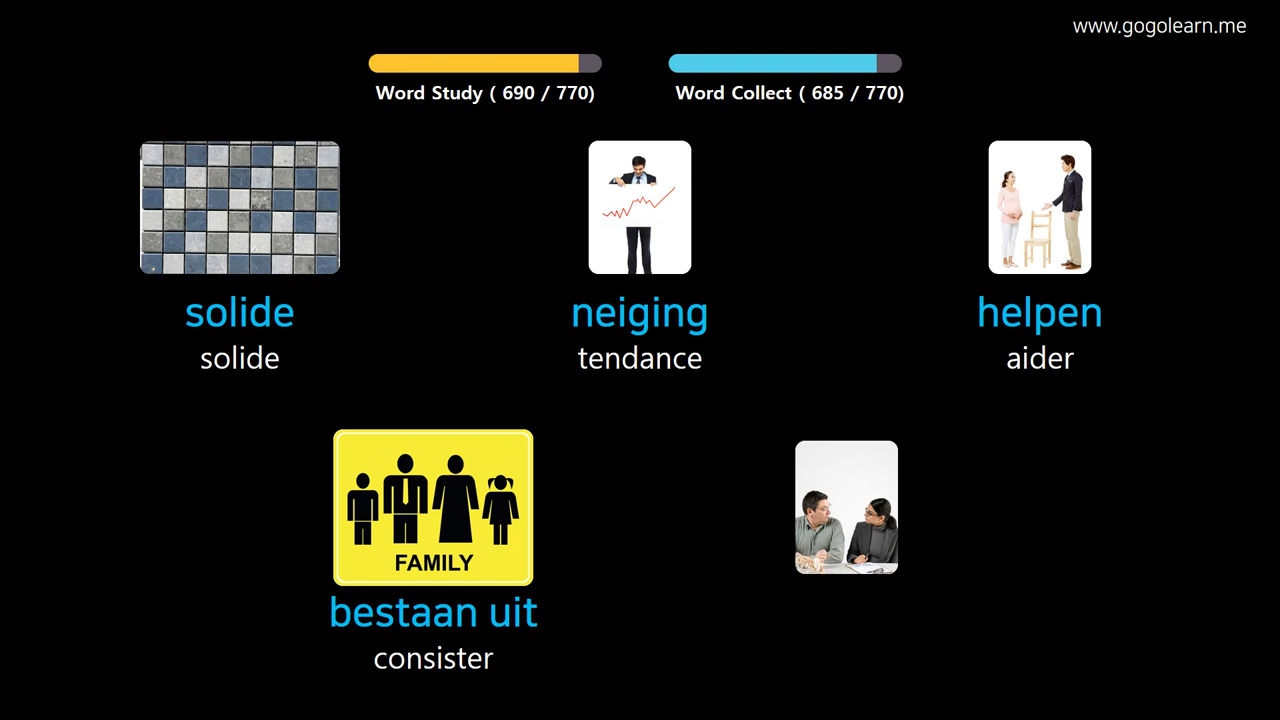 www.gogolearn.me
Word Study ( 690 / 770)
Word Collect ( 685 / 770)
solide
solide
neiging
tendance
helpen
aider
FAMILY
bestaan uit
consister